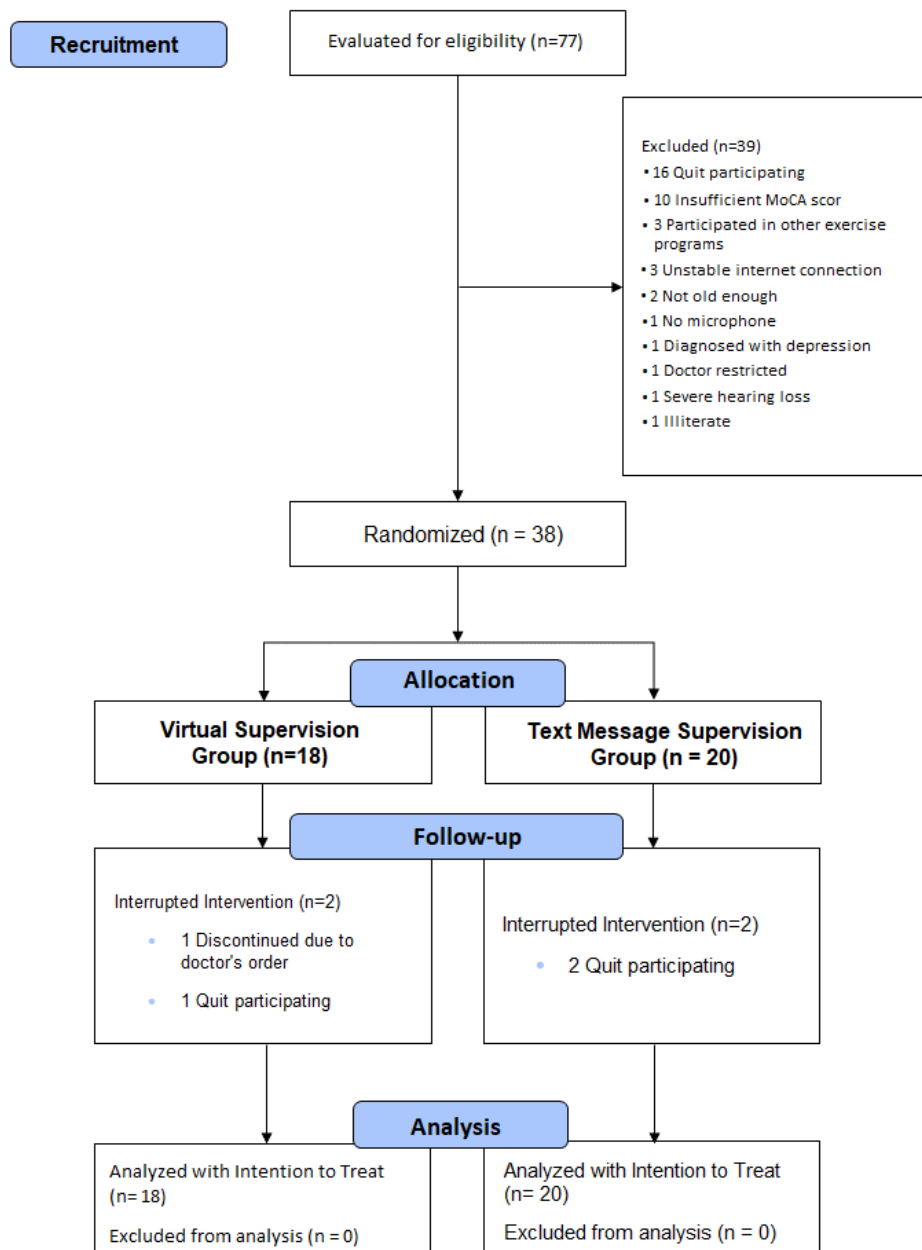 Recruitment
Evaluated for eligibility (n=77)
Excluded (n=39)
• 16 Quit participating
• 10 Insufficient MoCA scor
• 3 Participated in other exercise
programs
• 3 Unstable internet connection
• 2 Not old enough
• 1 No microphone
• 1 Diagnosed with depression
• 1 Doctor restricted
• 1 Severe hearing loss
• 1 Illiterate
Randomized (n = 38)
Allocation
Virtual Supervision
Group (n=18)
Text Message Supervision
Group (n = 20)
Follow-up
Interrupted Intervention (n=2)
• 1 Discontinued due to
doctor's order
• 1 Quit participating
Interrupted Intervention (n=2)
• 2 Quit participating
Analysis
Analyzed with Intention to Treat
(n= 18)
Excluded from analysis (n = 0)
Analyzed with Intention to Treat
(n= 20)
Excluded from analysis (n = 0)